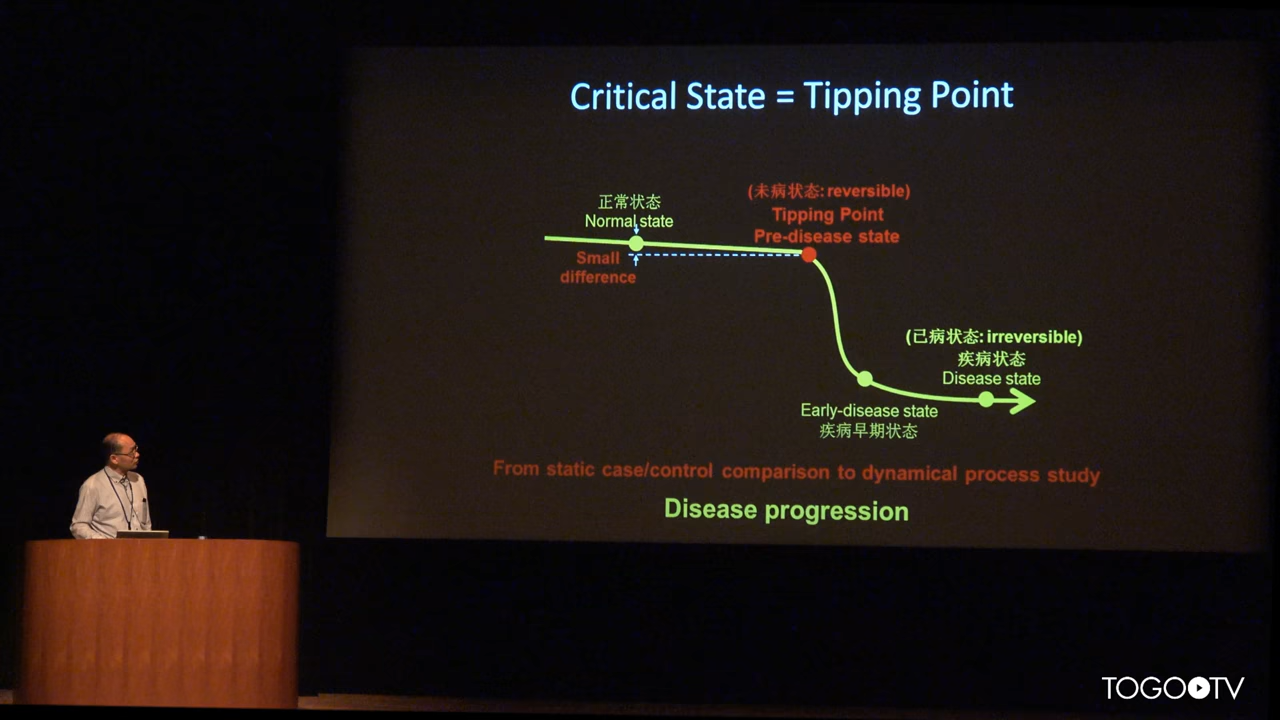 Critical State = Tipping Point
正常状态
Normal state
(未病状态: reversible)
Tipping Point
Pre-disease state
Small
difference
(已病状态: irreversible)
疾病状态
Disease state
Early-disease state
疾病早期状态
From static case/control comparison to dynamical process study
Disease progression
TOGO TV